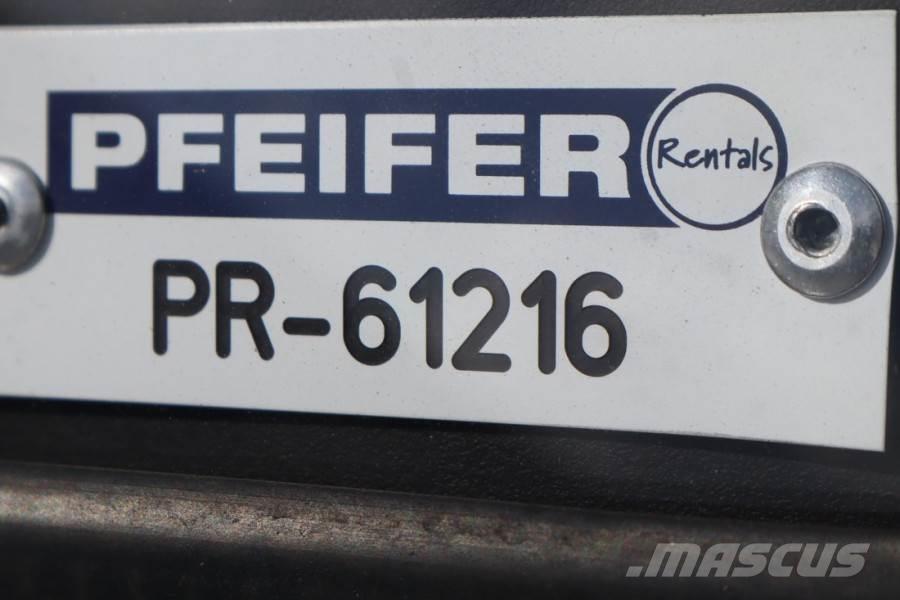 PFEIFER Rentals
PR-61216
MASCUS